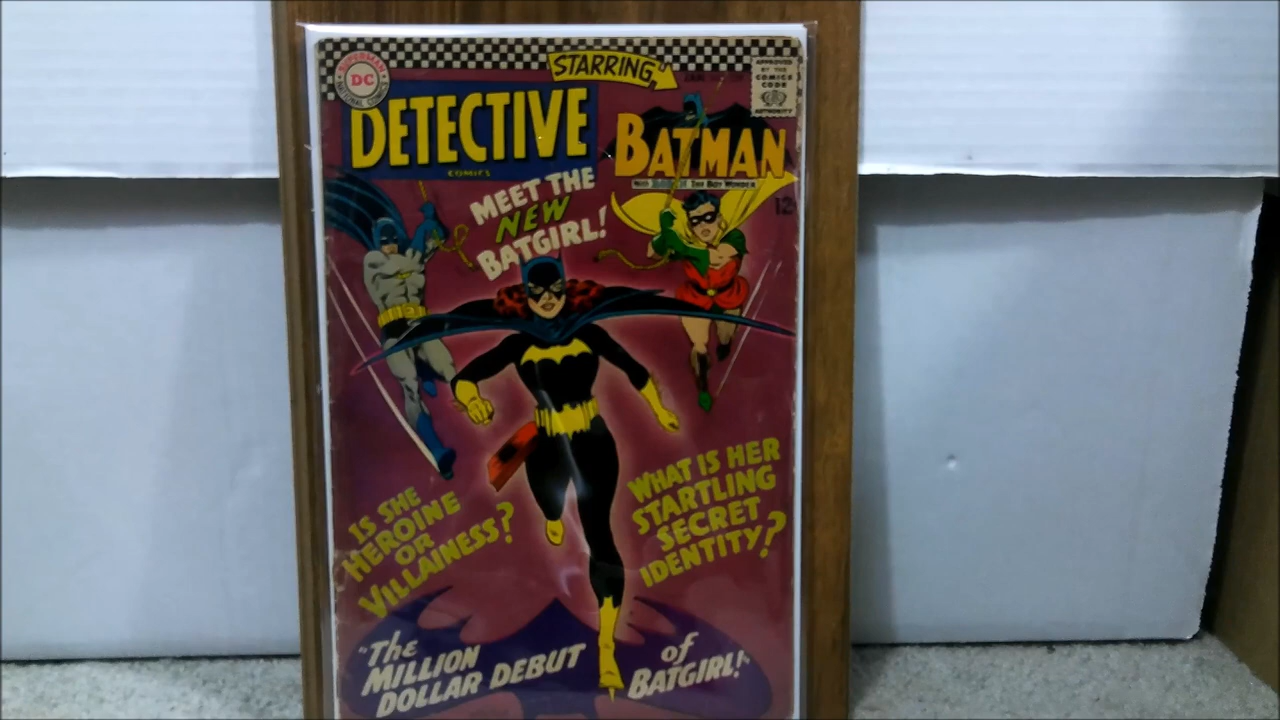 STARRING
SUPERMAN
DC
NATIONAL COMICS
APPROVED
BY THE
COMICS
CODE
AUTHORITY
DETECTIVE
COMICS
BATMAN
WITH ROBIN THE BOY WONDER
12
MEET THE
NEW
BATGIRL!
IS SHE
HEROINE
OR
VILLAINESS?
WHAT IS HER
STARTLING
SECRET
IDENTITY?
"The
MILLION
DOLLAR DEBUT
of
BATGIRL!"